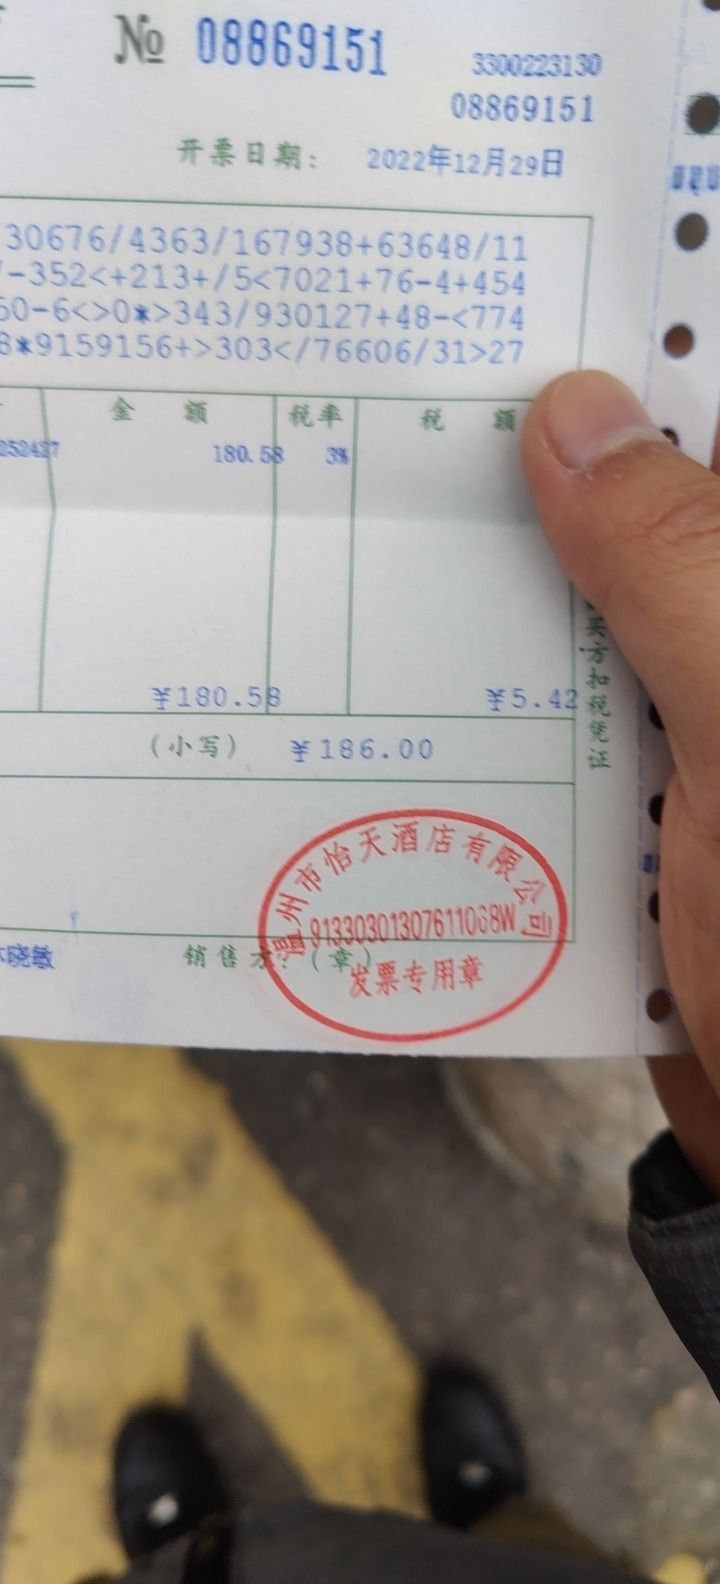 № 08869151
3300223130
08869151
开票日期： 2022年12月29日
30676/4363/167938+63648/11
-352<+213+/5<7021+76-4+454
60-6<>0*>343/930127+48-<774
8*9159156+>303</76606/31>27
金 额 税率 税 额
252427 180.58 3%
¥180.58 ¥5.42
（小写） ¥186.00
买方扣税凭证
温州市怡天酒店有限公司
91330301307611068W
发票专用章
晓敏 销售方：（章）